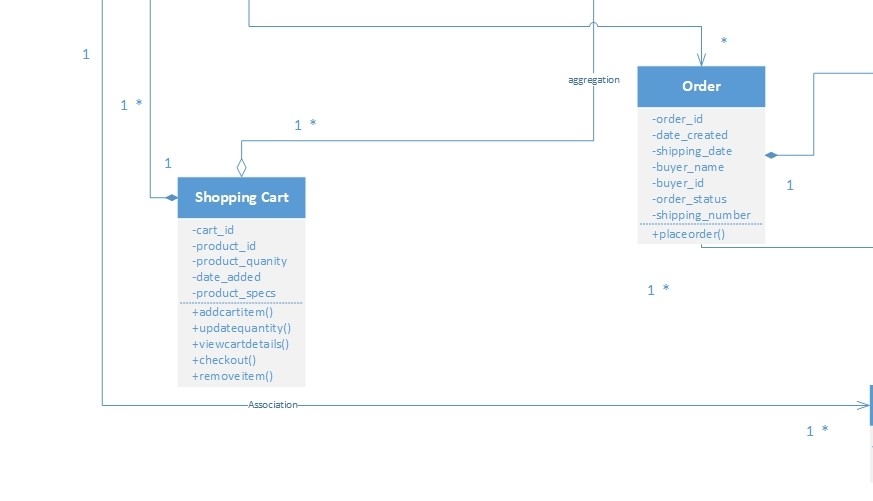 *
1
aggregation
Order
1 *
1 *
-order_id
-date_created
-shipping_date
-buyer_name
-buyer_id
-order_status
-shipping_number
+placeorder()
1
1
Shopping Cart
-cart_id
-product_id
-product_quanity
-date_added
-product_specs
+addcartitem()
+updatequantity()
+viewcartdetails()
+checkout()
+removeitem()
1 *
Association
1 *